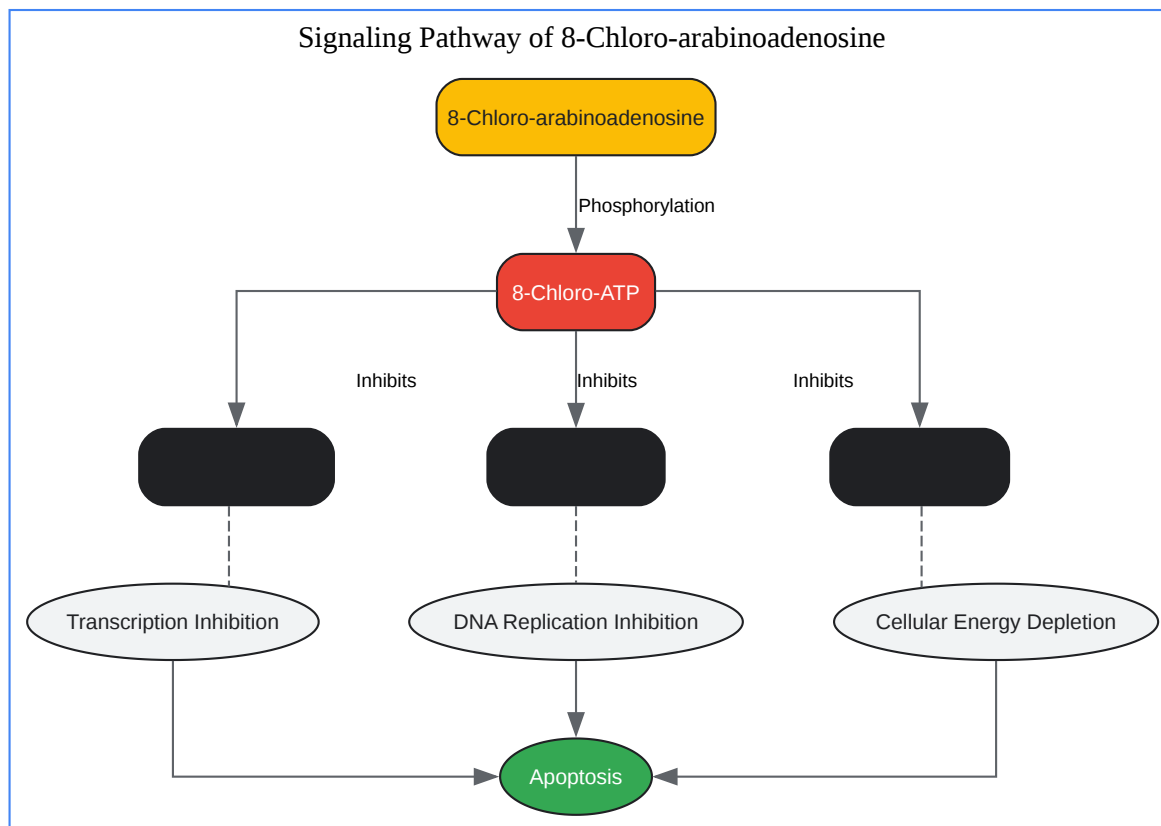 Signaling Pathway of 8-Chloro-arabinoadenosine
8-Chloro-arabinoadenosine
Phosphorylation
8-Chloro-ATP
Inhibits
Inhibits
Inhibits
Transcription Inhibition
DNA Replication Inhibition
Cellular Energy Depletion
Apoptosis